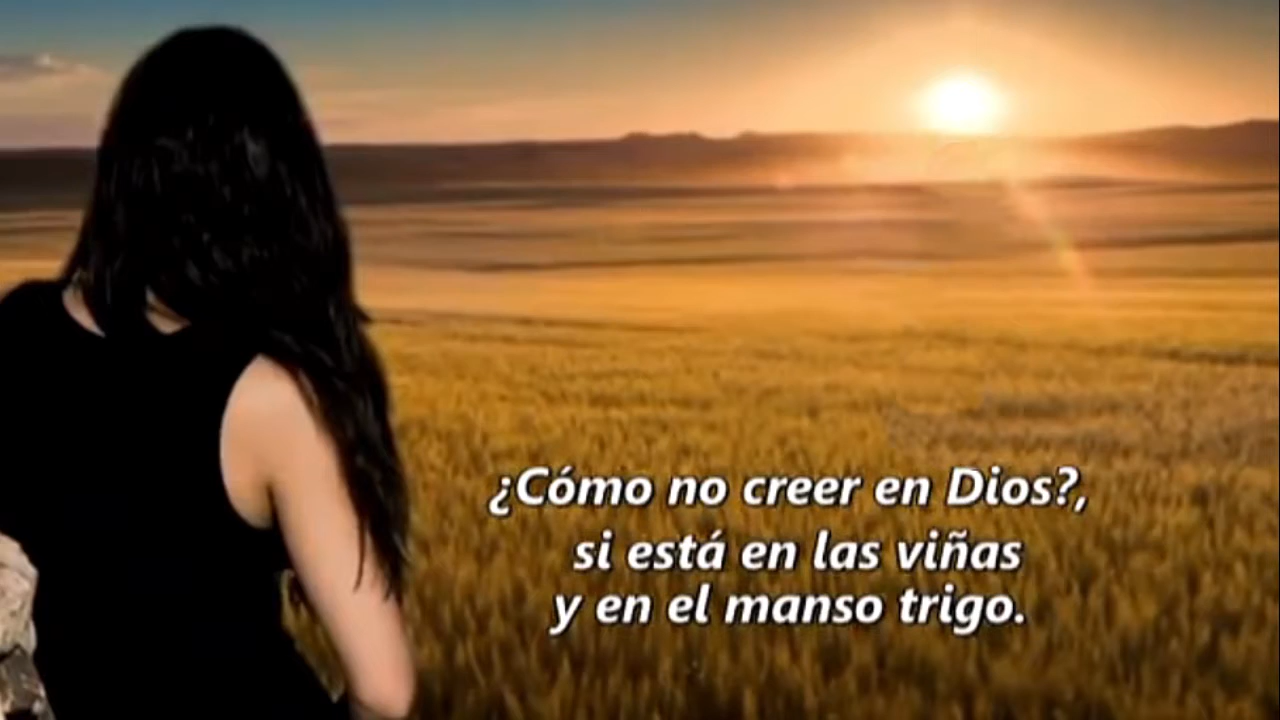 ¿Cómo no creer en Dios?,
si está en las viñas
y en el manso trigo.